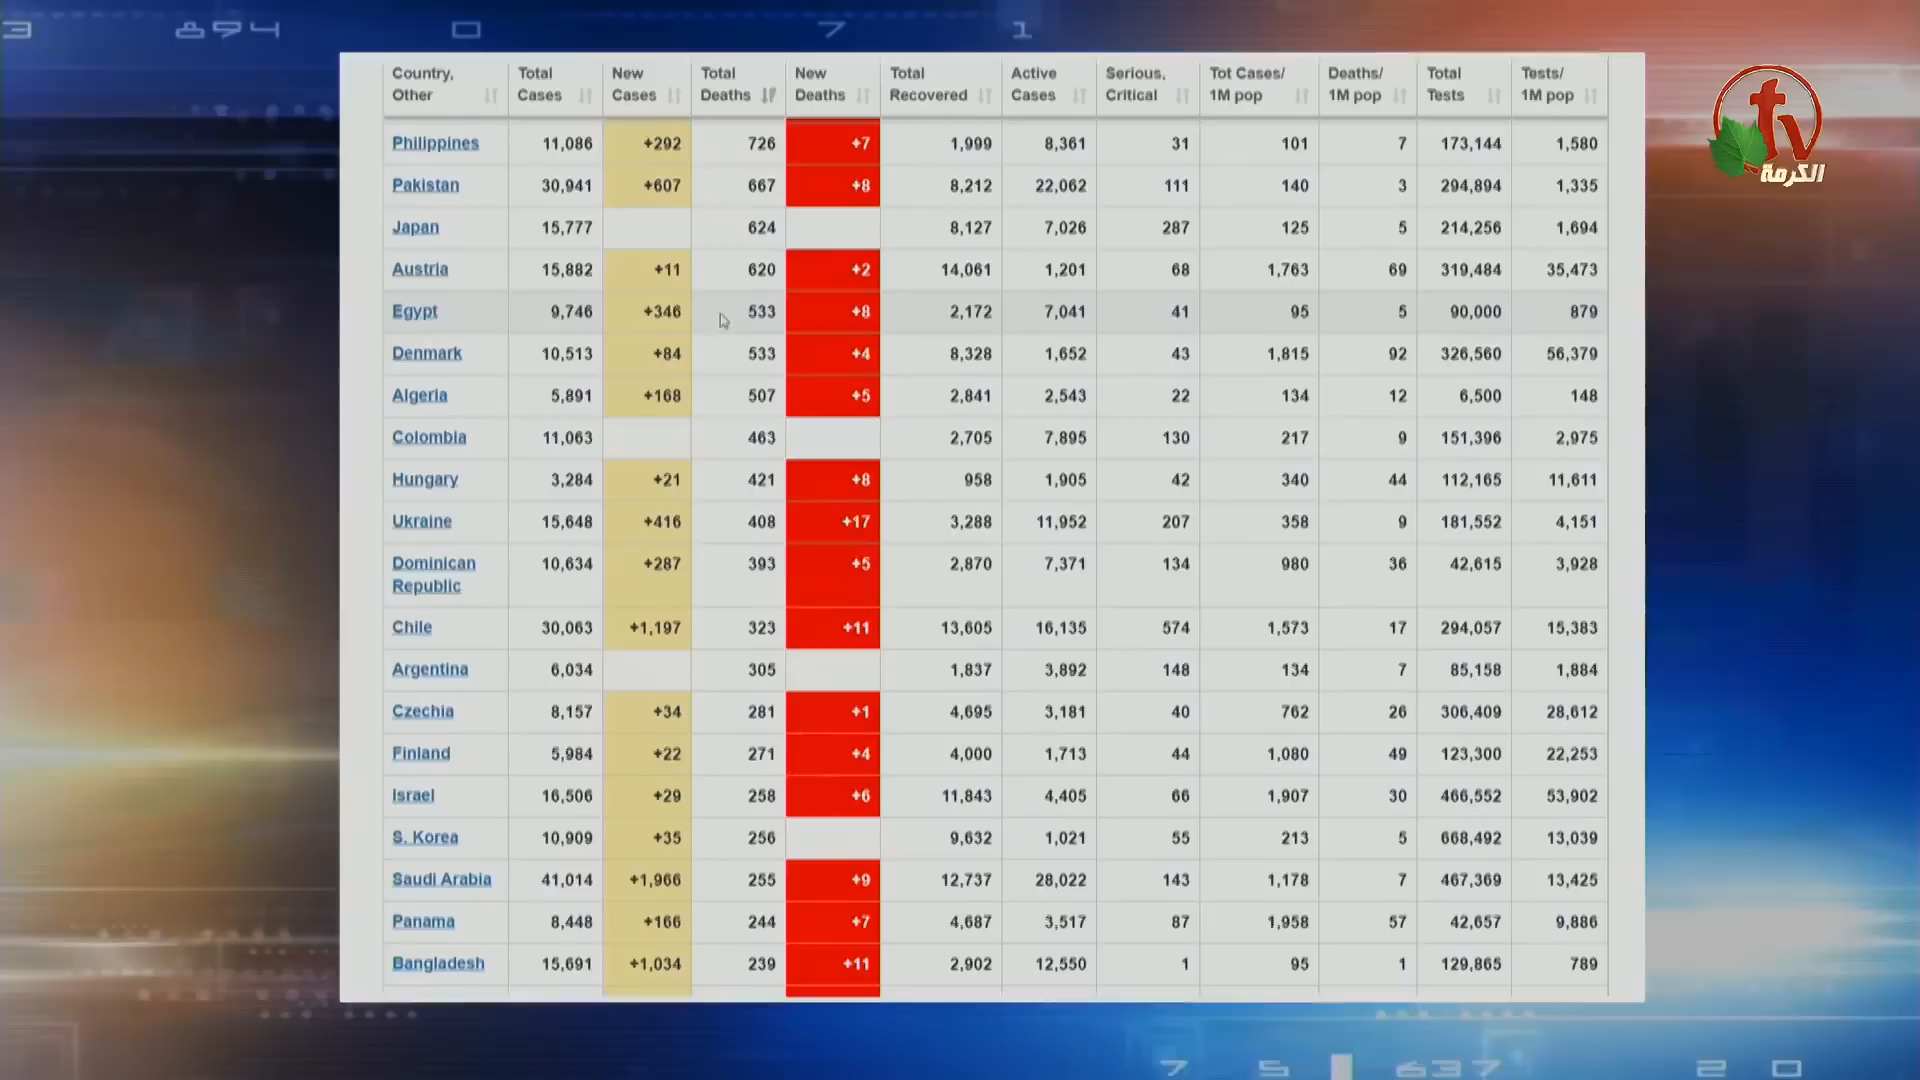 3 894 0 7 1
Country, Other Total Cases New Cases Total Deaths New Deaths Total Recovered Active Cases Serious, Critical Tot Cases/ 1M pop Deaths/ 1M pop Total Tests Tests/ 1M pop
tv
الكرمة
Philippines 11,086 +292 726 +7 1,999 8,361 31 101 7 173,144 1,580
Pakistan 30,941 +607 667 +8 8,212 22,062 111 140 3 294,894 1,335
Japan 15,777 624 8,127 7,026 287 125 5 214,256 1,694
Austria 15,882 +11 620 +2 14,061 1,201 68 1,763 69 319,484 35,473
Egypt 9,746 +346 533 +8 2,172 7,041 41 95 5 90,000 879
Denmark 10,513 +84 533 +4 8,328 1,652 43 1,815 92 326,560 56,379
Algeria 5,891 +168 507 +5 2,841 2,543 22 134 12 6,500 148
Colombia 11,063 463 2,705 7,895 130 217 9 151,396 2,975
Hungary 3,284 +21 421 +8 958 1,905 42 340 44 112,165 11,611
Ukraine 15,648 +416 408 +17 3,288 11,952 207 358 9 181,552 4,151
Dominican Republic 10,634 +287 393 +5 2,870 7,371 134 980 36 42,615 3,928
Chile 30,063 +1,197 323 +11 13,605 16,135 574 1,573 17 294,057 15,383
Argentina 6,034 305 1,837 3,892 148 134 7 85,158 1,884
Czechia 8,157 +34 281 +1 4,695 3,181 40 762 26 306,409 28,612
Finland 5,984 +22 271 +4 4,000 1,713 44 1,080 49 123,300 22,253
Israel 16,506 +29 258 +6 11,843 4,405 66 1,907 30 466,552 53,902
S. Korea 10,909 +35 256 9,632 1,021 55 213 5 668,492 13,039
Saudi Arabia 41,014 +1,966 255 +9 12,737 28,022 143 1,178 7 467,369 13,425
Panama 8,448 +166 244 +7 4,687 3,517 87 1,958 57 42,657 9,886
Bangladesh 15,691 +1,034 239 +11 2,902 12,550 1 95 1 129,865 789
7 5 637 2 0